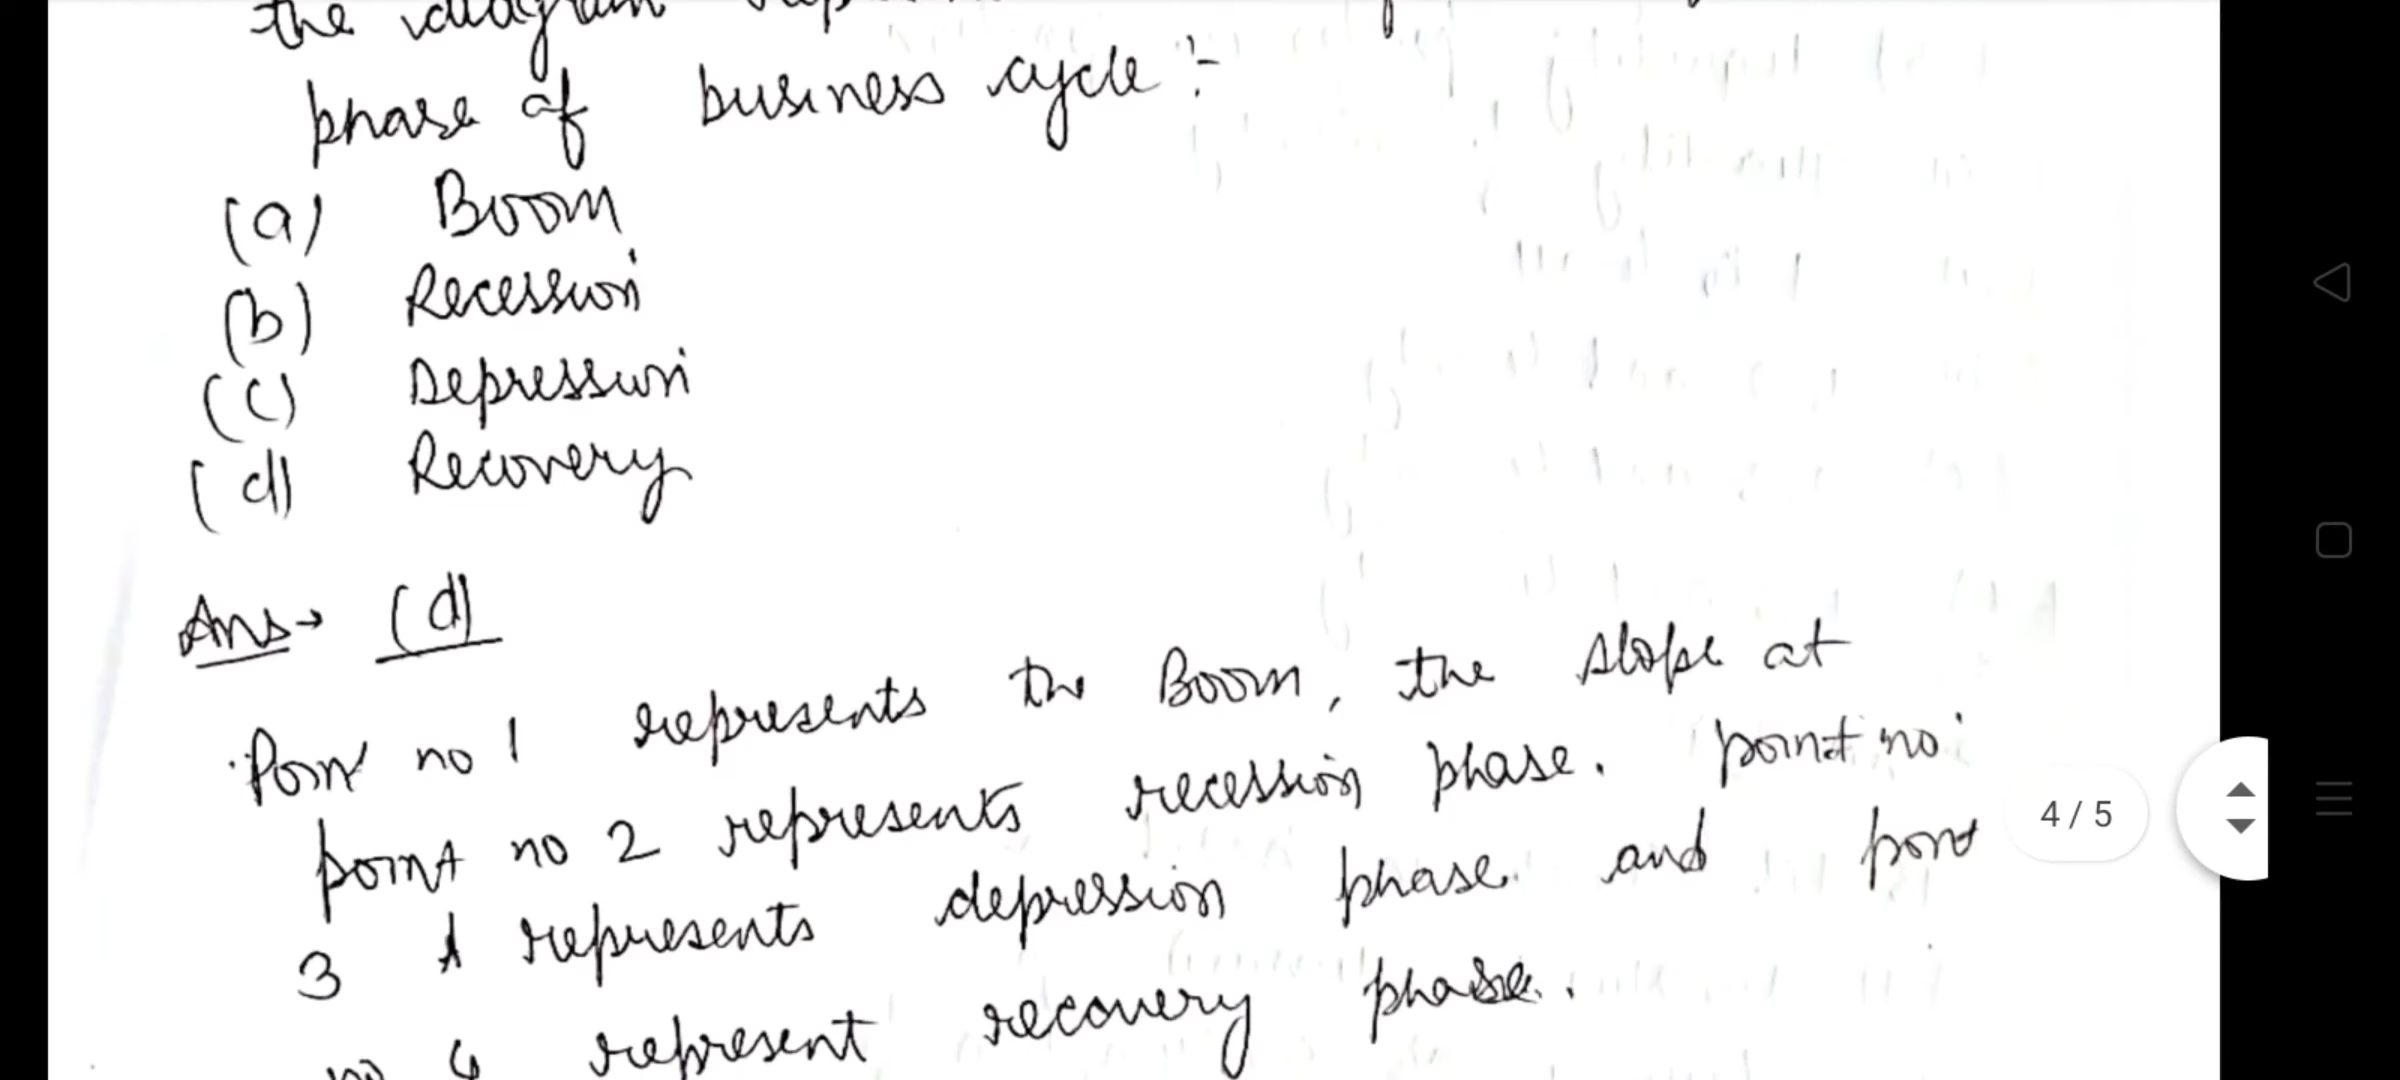 the diagram
phase of business cycle :-
(a) Boom
(b) Recession
(c) Depression
(d) Recovery
Ans → (d)
Point no 1 represents the Boom, the slope at
point no 2 represents recession phase. point no
3 represents depression phase and point
no 4 represent recovery phase.
4 / 5